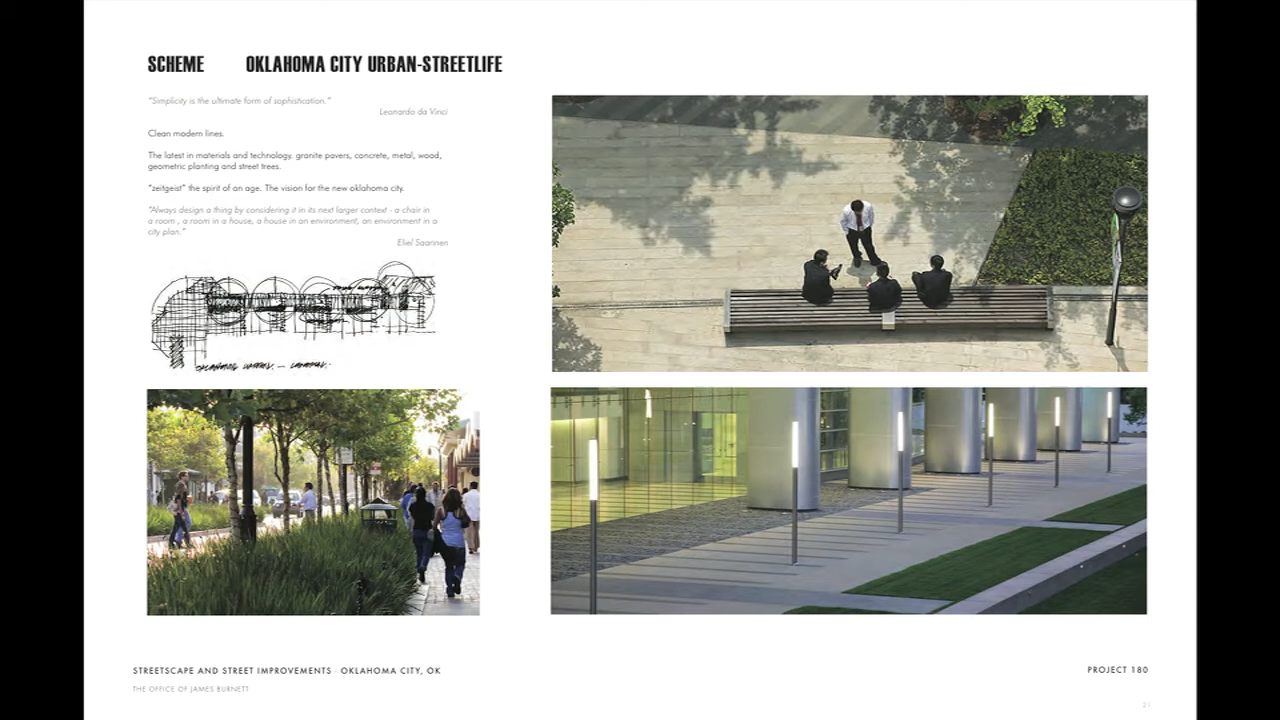 SCHEME OKLAHOMA CITY URBAN-STREETLIFE
"Simplicity is the ultimate form of sophistication."
Leonardo da Vinci
Clean modern lines.
The latest in materials and technology. granite pavers, concrete, metal, wood,
geometric planting and street trees.
"zeitgeist" the spirit of an age. The vision for the new oklahoma city.
"Always design a thing by considering it in its next larger context - a chair in
a room , a room in a house, a house in an environment, an environment in a
city plan."
Eliel Saarinen
STREETSCAPE AND STREET IMPROVEMENTS · OKLAHOMA CITY, OK
THE OFFICE OF JAMES BURNETT
PROJECT 180